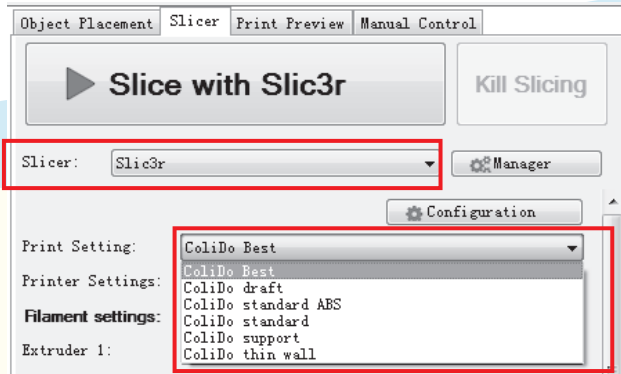 Object Placement Slicer Print Preview Manual Control
Slice with Slic3r Kill Slicing
Slicer: Slic3r Manager
Configuration
Print Setting: ColiDo Best
ColiDo Best
Printer Settings: ColiDo draft
ColiDo standard ABS
Filament settings: ColiDo standard
ColiDo support
Extruder 1: ColiDo thin wall